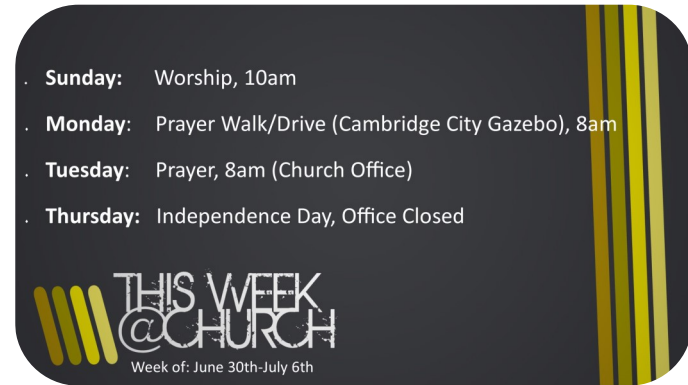 . Sunday: Worship, 10am
. Monday: Prayer Walk/Drive (Cambridge City Gazebo), 8am
. Tuesday: Prayer, 8am (Church Office)
. Thursday: Independence Day, Office Closed
THIS WEEK
@CHURCH
Week of: June 30th-July 6th